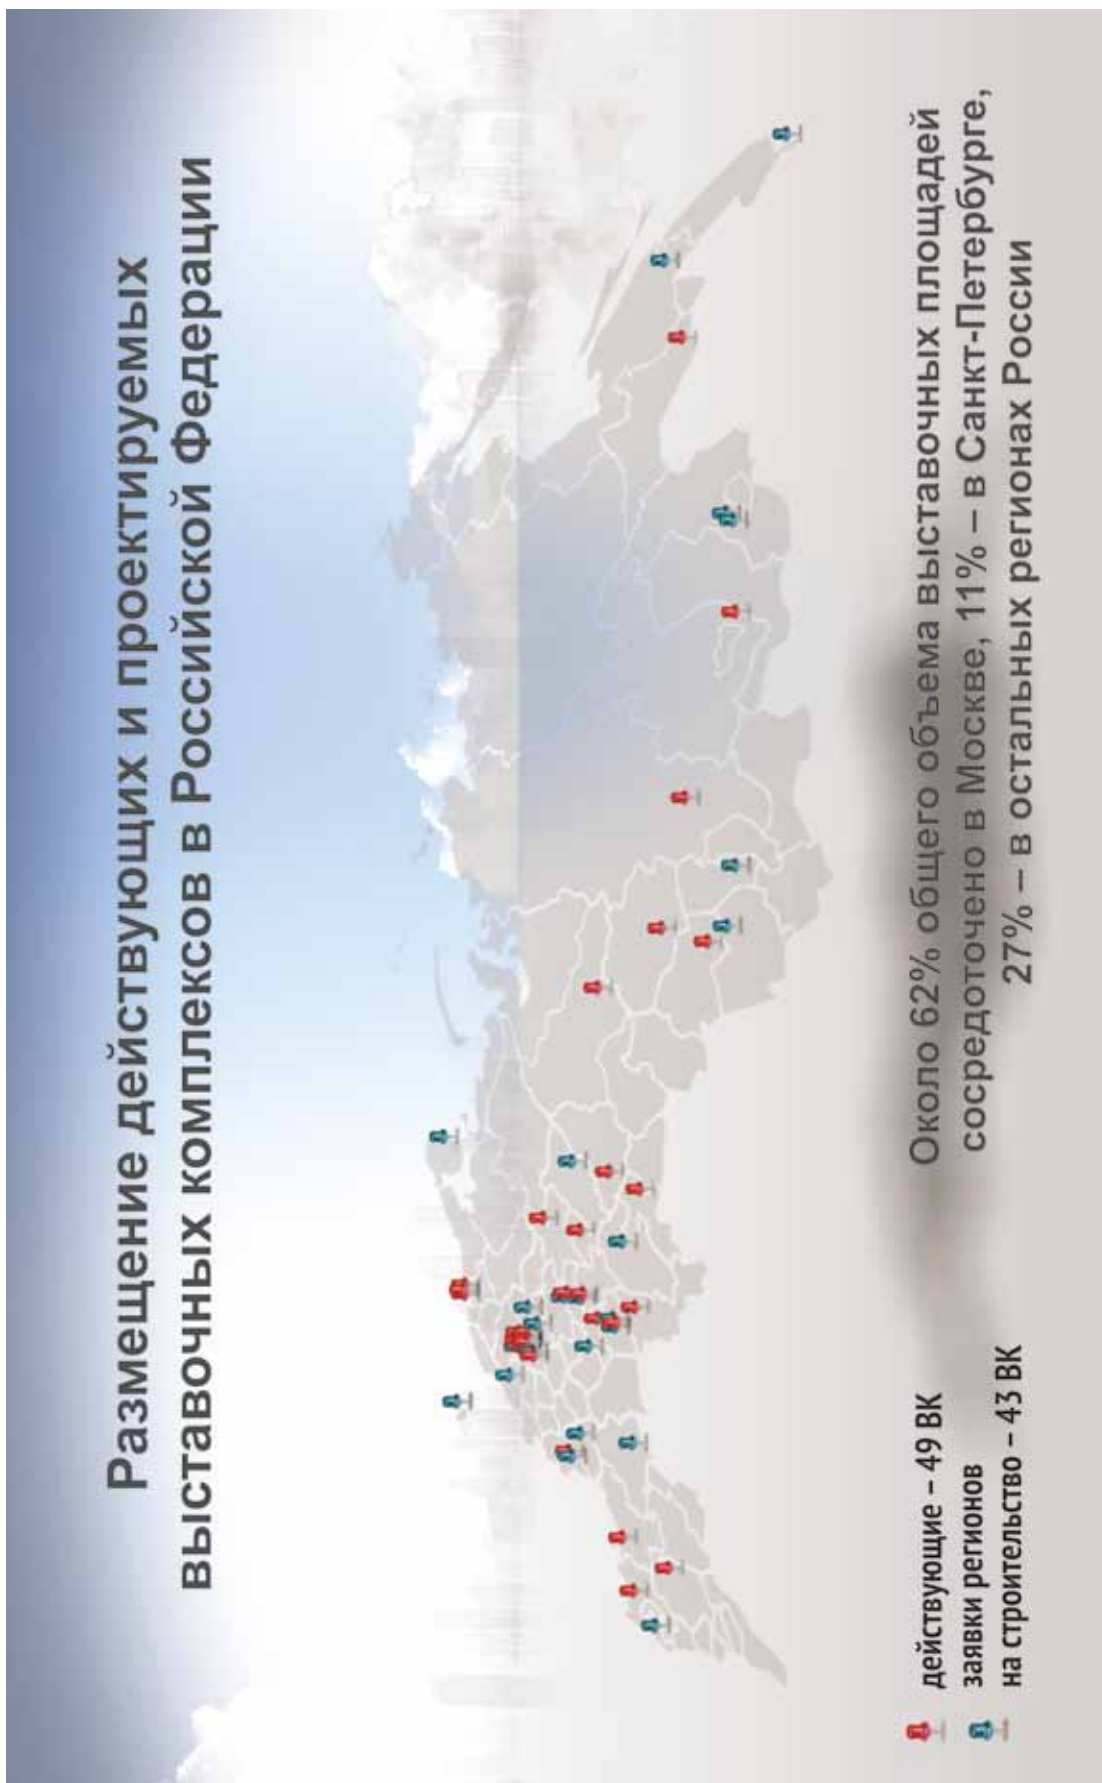 Размещение действующих и проектируемых
выставочных комплексов в Российской Федерации
Около 62% общего объема выставочных площадей
сосредоточено в Москве, 11% – в Санкт-Петербурге,
27% – в остальных регионах России
действующие – 49 ВК
заявки регионов
на строительство – 43 ВК